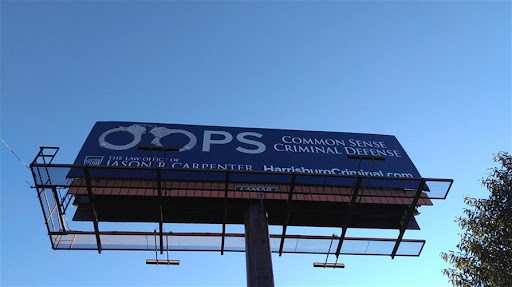 OOPS
COMMON SENSE
CRIMINAL DEFENSE
THE LAW OFFICE OF
JASON R CARPENTER
HarrisburgCriminal.com
LAMAR